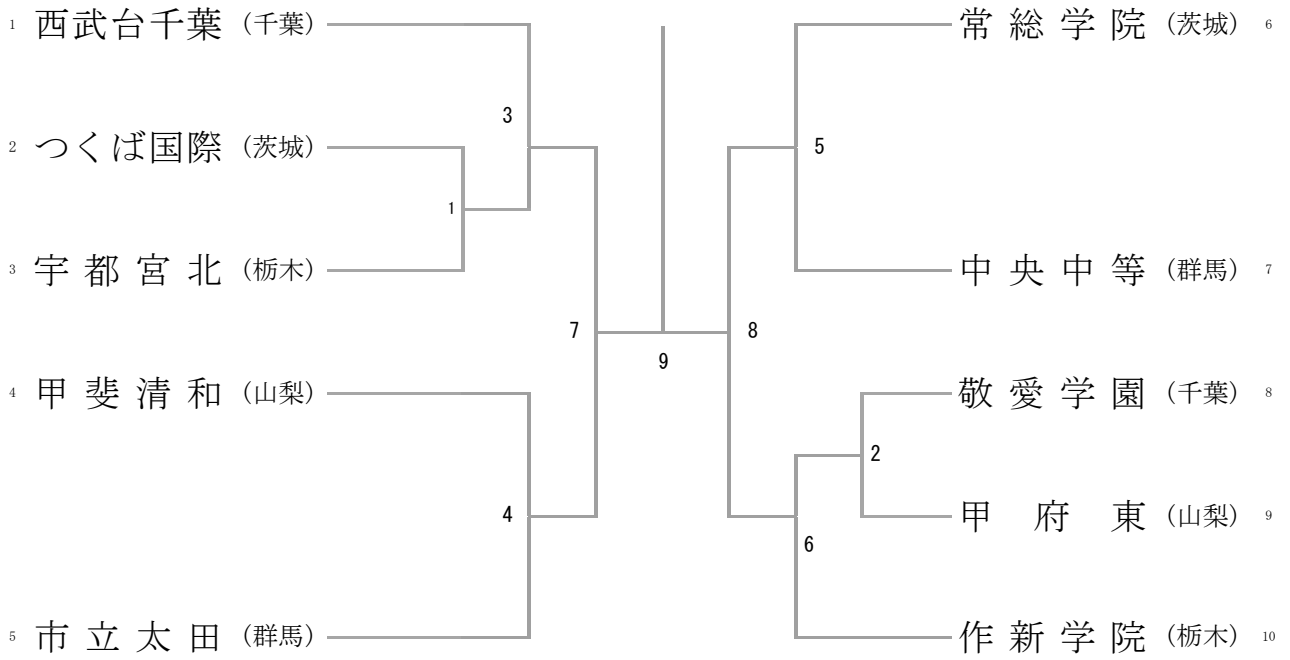 1 西武台千葉 (千葉)
2 つくば国際 (茨城)
3 宇都宮北 (栃木)
4 甲斐清和 (山梨)
5 市立太田 (群馬)
3
1
7
4
9
常総学院 (茨城) 6
中央中等 (群馬) 7
敬愛学園 (千葉) 8
甲府東 (山梨) 9
作新学院 (栃木) 10
5
8
2
6